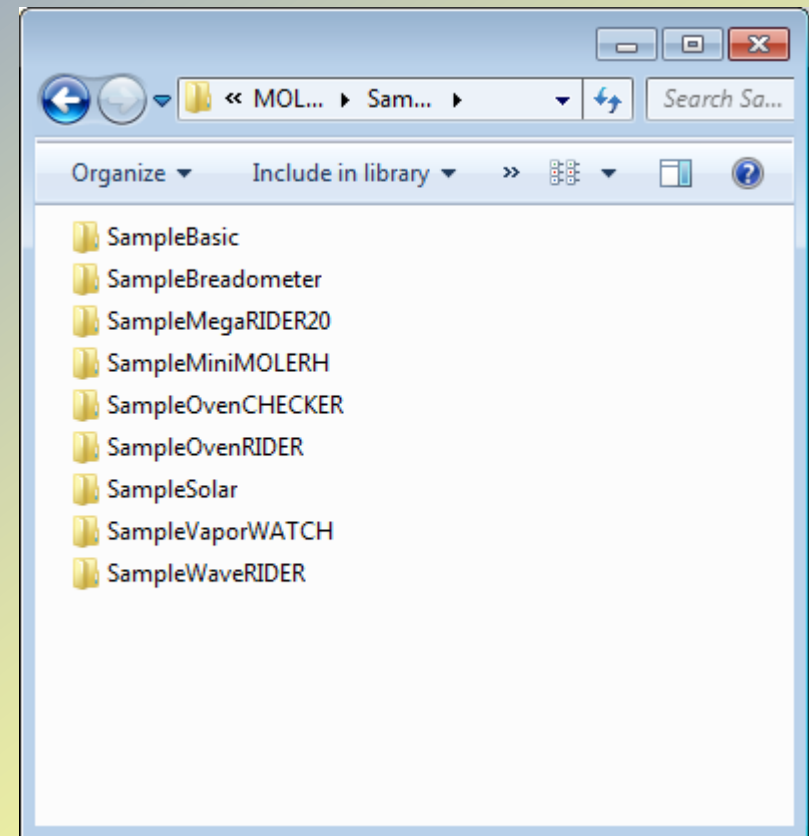 « MOL... Sam... Search Sa...
Organize Include in library »
SampleBasic
SampleBreadometer
SampleMegaRIDER20
SampleMiniMOLERH
SampleOvenCHECKER
SampleOvenRIDER
SampleSolar
SampleVaporWATCH
SampleWaveRIDER